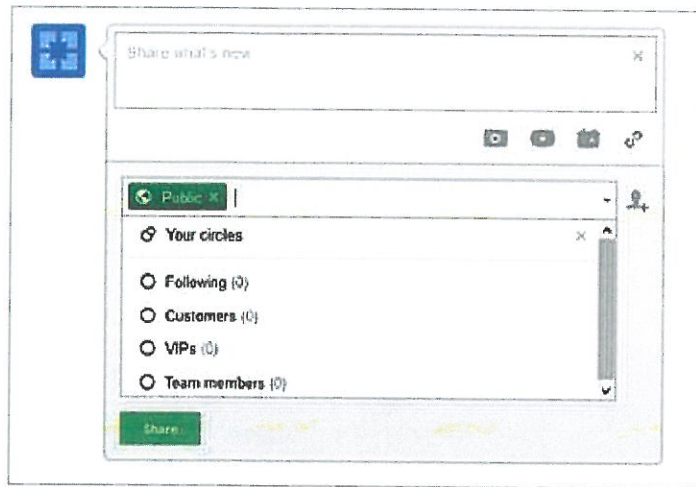 Share what's new
Public ×
Your circles
Following (0)
Customers (0)
VIPs (0)
Team members (0)
Share